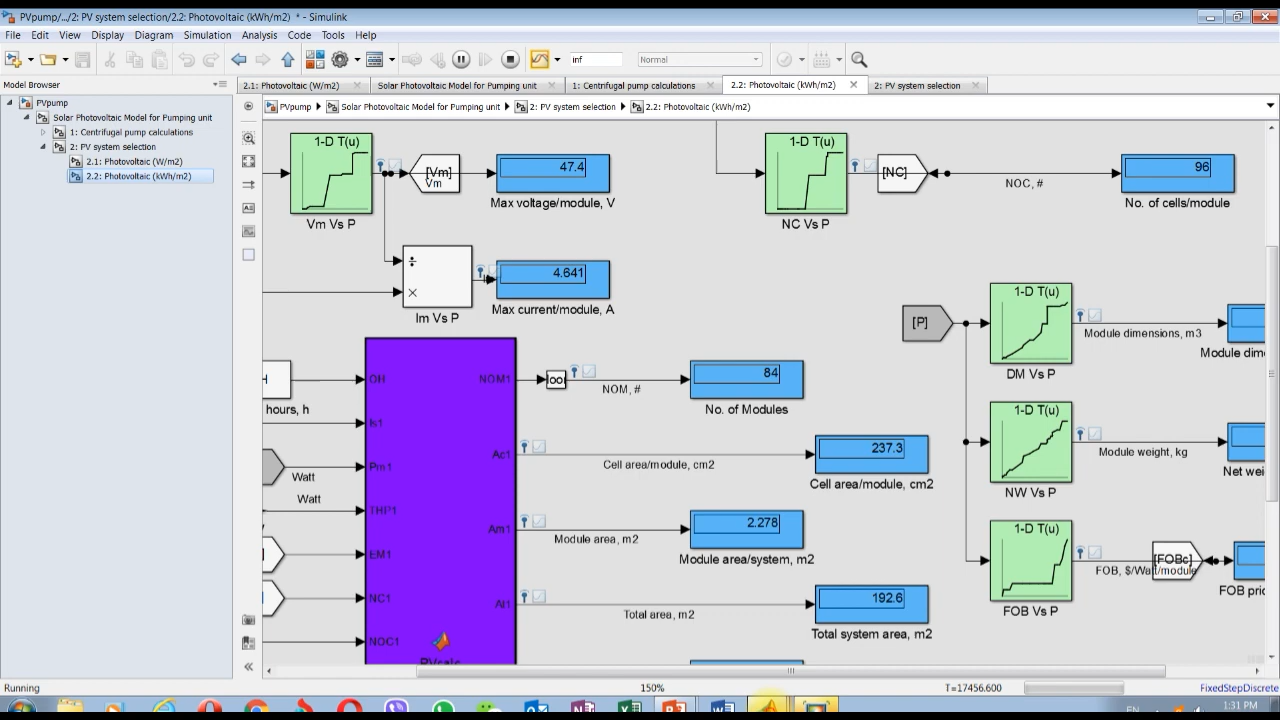 PVpump/.../2: PV system selection/2.2: Photovoltaic (kWh/m2) * - Simulink
File Edit View Display Diagram Simulation Analysis Code Tools Help
inf
Normal
Model Browser
2.1: Photovoltaic (W/m2)
Solar Photovoltaic Model for Pumping unit
1: Centrifugal pump calculations
2.2: Photovoltaic (kWh/m2)
2: PV system selection
PVpump
Solar Photovoltaic Model for Pumping unit
1: Centrifugal pump calculations
2: PV system selection
2.1: Photovoltaic (W/m2)
2.2: Photovoltaic (kWh/m2)
PVpump
Solar Photovoltaic Model for Pumping unit
2: PV system selection
2.2: Photovoltaic (kWh/m2)
1-D T(u)
Vm Vs P
[Vm]
Vm
47.4
Max voltage/module, V
1-D T(u)
NC Vs P
[NC]
NOC, #
96
No. of cells/module
÷
×
Im Vs P
4.641
Max current/module, A
[P]
1-D T(u)
DM Vs P
Module dimensions, m3
Module dim
H
hours, h
OH
NOM1
NOM, #
84
No. of Modules
Is1
Ac1
Cell area/module, cm2
237.3
Cell area/module, cm2
1-D T(u)
NW Vs P
Module weight, kg
Net wei
Watt
Pm1
Watt
THP1
Am1
Module area, m2
2.278
Module area/system, m2
EM1
1-D T(u)
FOB Vs P
FOB, $/Watt/module
[FOBc]
FOB pric
NC1
At1
Total area, m2
192.6
Total system area, m2
NOC1
PVcalc
Running
150%
T=17456.600
FixedStepDiscrete
EN
1:31 PM